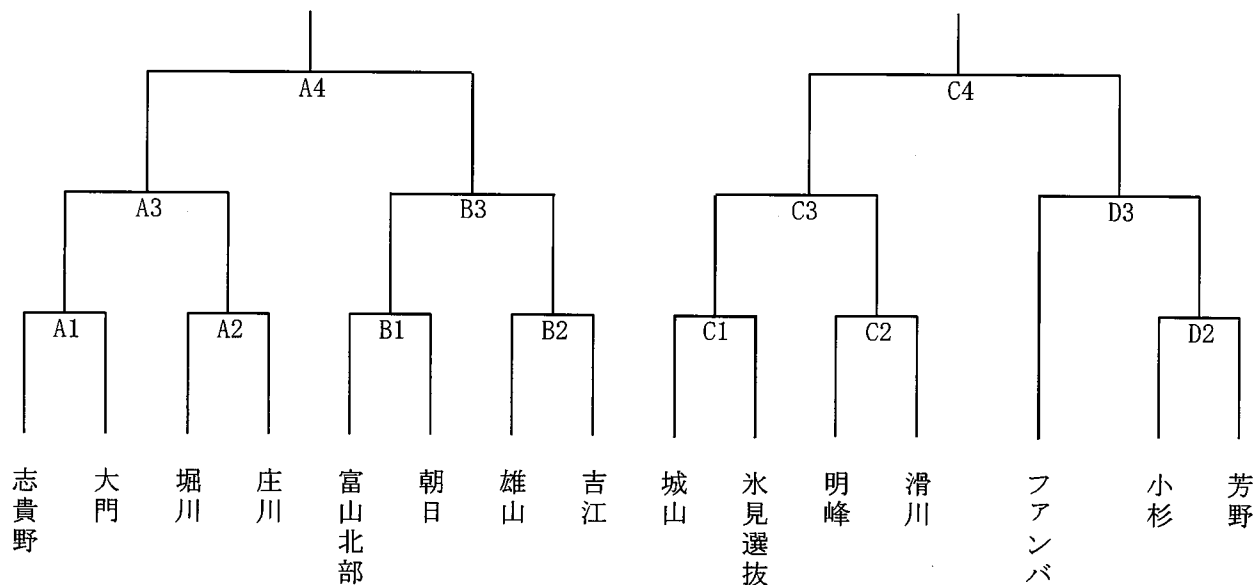 A4
C4
A3
B3
C3
D3
A1
A2
B1
B2
C1
C2
D2
志貴野
大門
堀川
庄川
富山北部
朝日
雄山
吉江
城山
氷見選抜
明峰
滑川
ファンバ
小杉
芳野